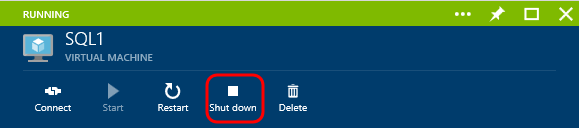 RUNNING
SQL1
VIRTUAL MACHINE
Connect Start Restart Shut down Delete